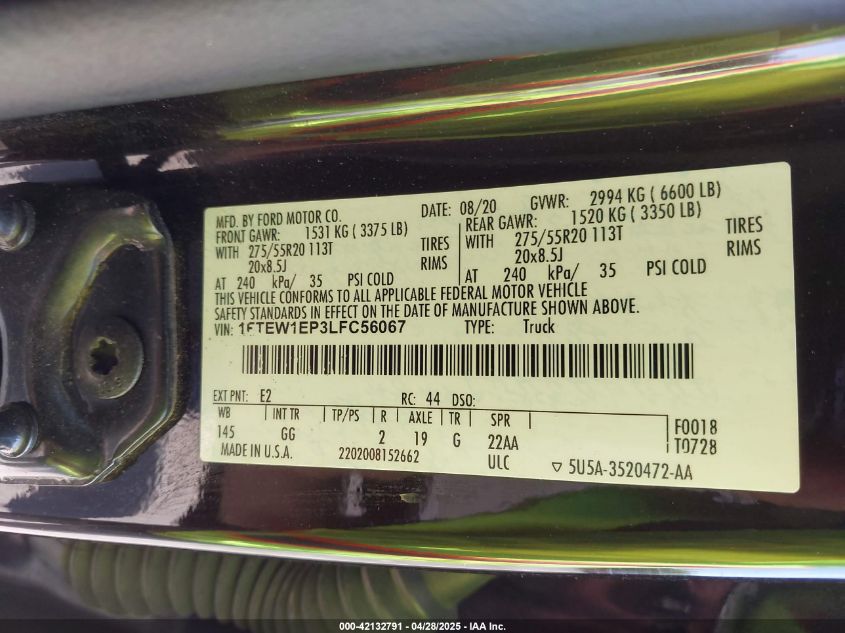 MFD. BY FORD MOTOR CO. DATE: 08/20 GVWR: 2994 KG ( 6600 LB)
FRONT GAWR: 1531 KG ( 3375 LB) REAR GAWR: 1520 KG ( 3350 LB)
WITH 275/55R20 113T TIRES WITH 275/55R20 113T TIRES
20x8.5J RIMS 20x8.5J RIMS
AT 240 kPa/ 35 PSI COLD AT 240 kPa/ 35 PSI COLD
THIS VEHICLE CONFORMS TO ALL APPLICABLE FEDERAL MOTOR VEHICLE
SAFETY STANDARDS IN EFFECT ON THE DATE OF MANUFACTURE SHOWN ABOVE.
VIN: 1FTEW1EP3LFC56067 TYPE: Truck
EXT PNT: E2 RC: 44 DSO:
WB INT TR TP/PS R AXLE TR SPR F0018
145 GG 2 19 G 22AA T0728
MADE IN U.S.A. 2202008152662 ULC ▽ 5U5A-3520472-AA
000-42132791 - 04/28/2025 - IAA Inc.